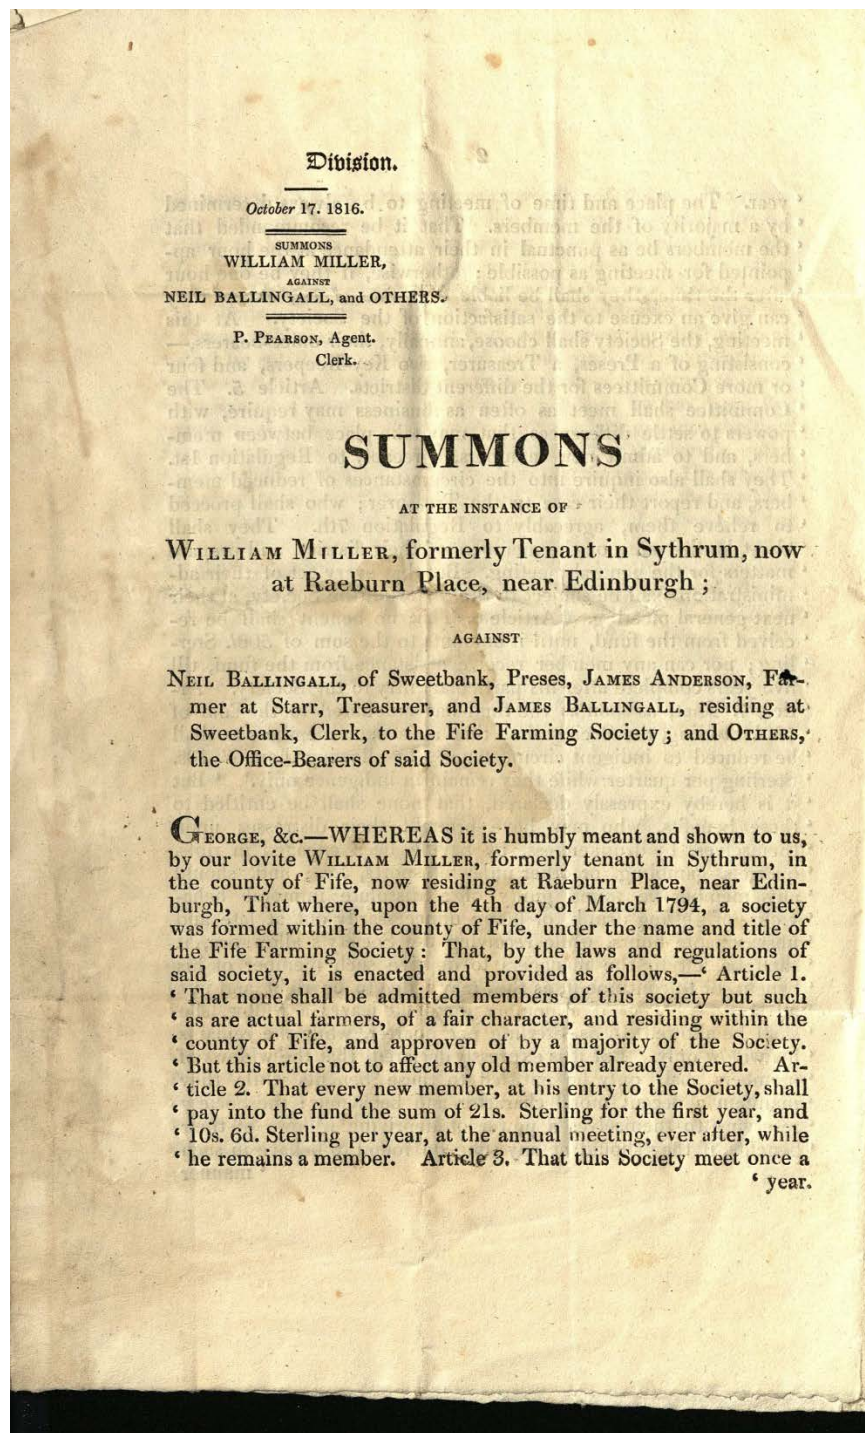 Division.
October 17. 1816.
SUMMONS
WILLIAM MILLER,
AGAINST
NEIL BALLINGALL, and OTHERS.
P. PEARSON, Agent.
Clerk.
SUMMONS
AT THE INSTANCE OF
WILLIAM MILLER, formerly Tenant in Sythrum, now
at Raeburn Place, near Edinburgh ;
AGAINST
NEIL BALLINGALL, of Sweetbank, Preses, JAMES ANDERSON, Far-
mer at Starr, Treasurer, and JAMES BALLINGALL, residing at
Sweetbank, Clerk, to the Fife Farming Society ; and OTHERS,
the Office-Bearers of said Society.
GEORGE, &c.—WHEREAS it is humbly meant and shown to us,
by our lovite WILLIAM MILLER, formerly tenant in Sythrum, in
the county of Fife, now residing at Raeburn Place, near Edin-
burgh, That where, upon the 4th day of March 1794, a society
was formed within the county of Fife, under the name and title of
the Fife Farming Society : That, by the laws and regulations of
said society, it is enacted and provided as follows,—‘ Article 1.
‘ That none shall be admitted members of this society but such
‘ as are actual farmers, of a fair character, and residing within the
‘ county of Fife, and approven of by a majority of the Society.
‘ But this article not to affect any old member already entered. Ar-
‘ ticle 2. That every new member, at his entry to the Society, shall
‘ pay into the fund the sum of 21s. Sterling for the first year, and
‘ 10s. 6d. Sterling per year, at the annual meeting, ever after, while
‘ he remains a member. Article 3. That this Society meet once a
‘ year.